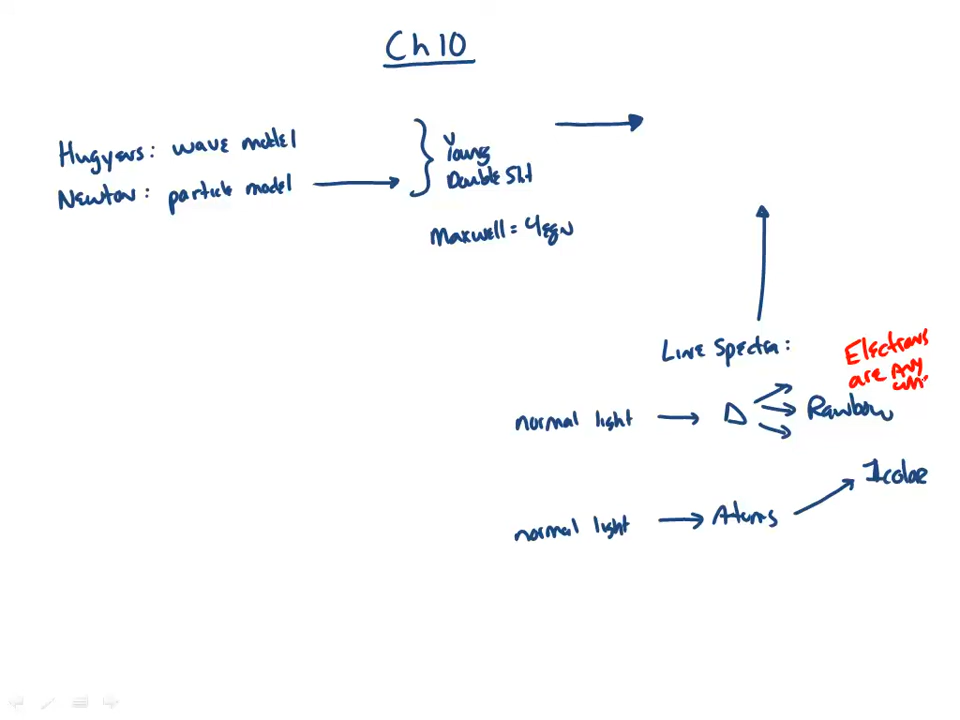 Ch 10
Hugyens: wave model
Newton: particle model
Young
Double Slit
Maxwell = 4 eqn
Line Spectra:
Electrons
are Any
normal light
Rainbow
1 color
normal light
Atoms